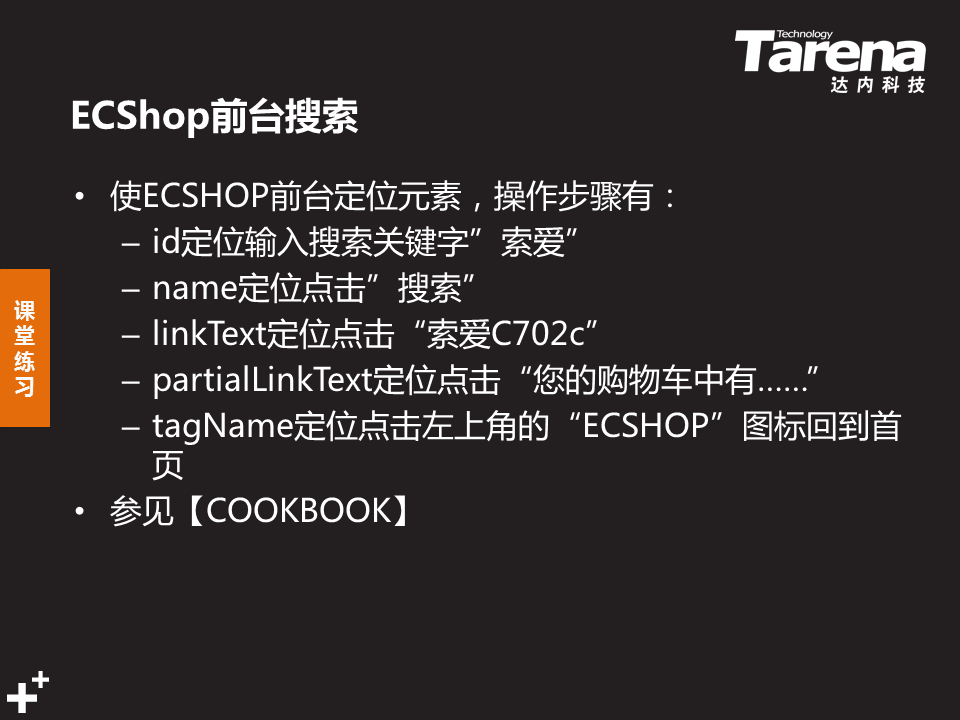 Technology
Tarena
达内科技
ECShop前台搜索
• 使ECSHOP前台定位元素，操作步骤有：
– id定位输入搜索关键字”索爱”
– name定位点击”搜索”
– linkText定位点击“索爱C702c”
– partialLinkText定位点击“您的购物车中有……”
– tagName定位点击左上角的“ECSHOP”图标回到首
页
• 参见【COOKBOOK】
课
堂
练
习